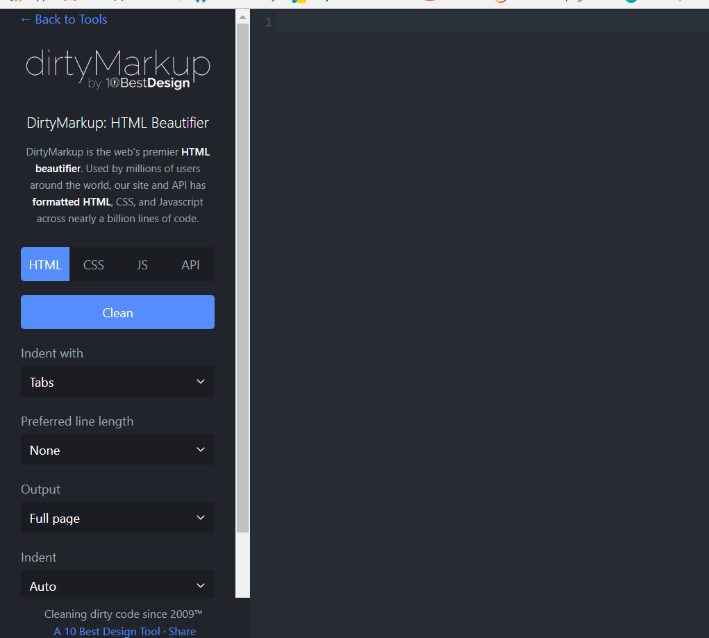 ← Back to Tools
dirtyMarkup
by 10BestDesign
DirtyMarkup: HTML Beautifier
DirtyMarkup is the web's premier HTML
beautifier. Used by millions of users
around the world, our site and API has
formatted HTML, CSS, and Javascript
across nearly a billion lines of code.
HTML CSS JS API
Clean
Indent with
Tabs
Preferred line length
None
Output
Full page
Indent
Auto
Cleaning dirty code since 2009™
A 10 Best Design Tool · Share
1